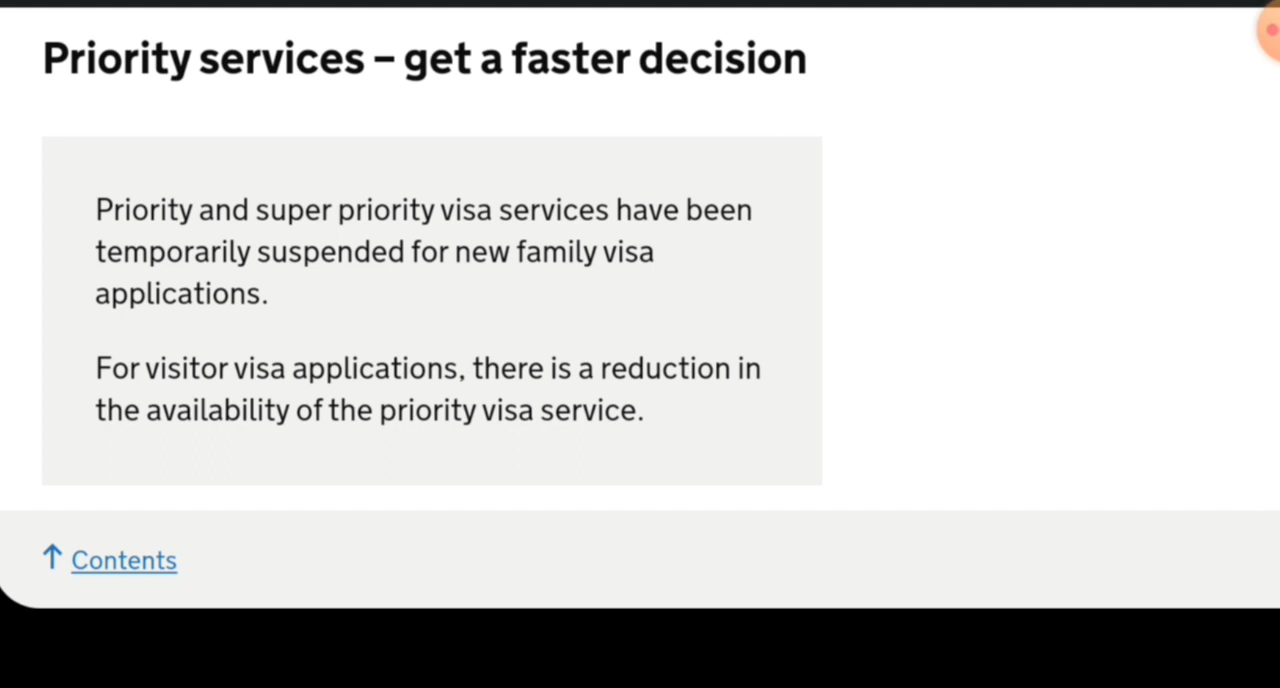 Priority services – get a faster decision
Priority and super priority visa services have been
temporarily suspended for new family visa
applications.
For visitor visa applications, there is a reduction in
the availability of the priority visa service.
↑ Contents